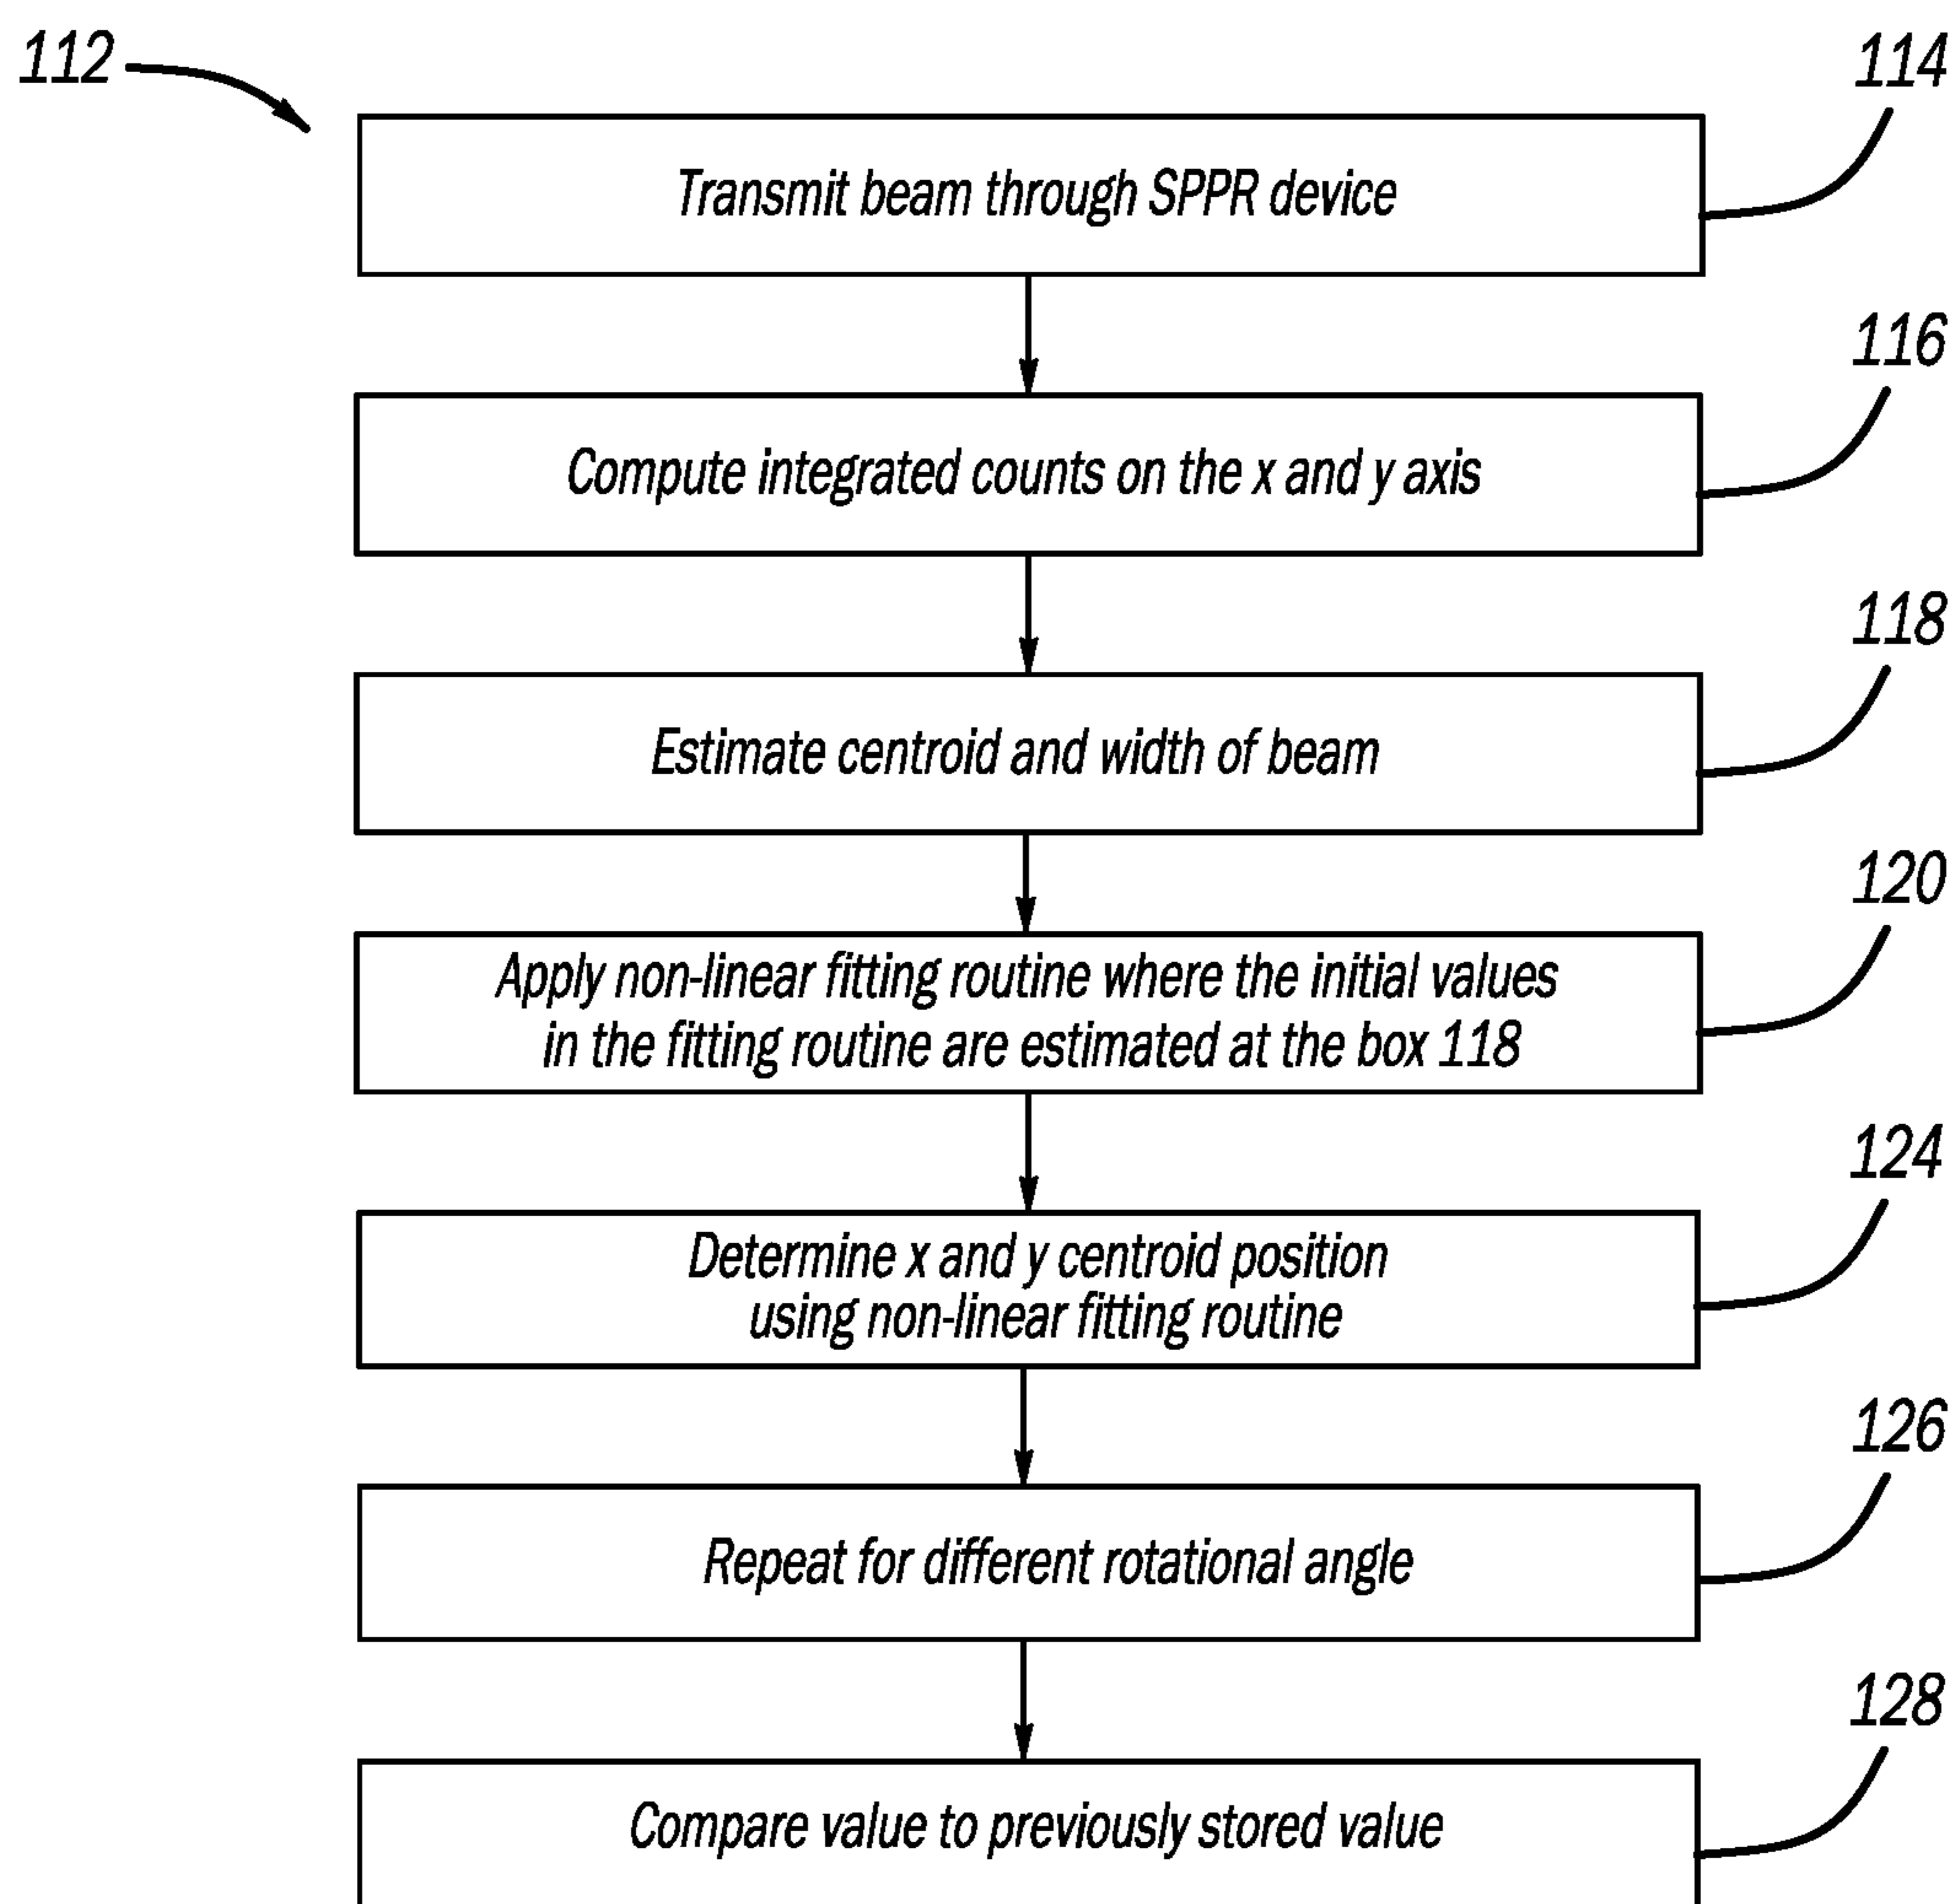 112
114
Transmit beam through SPPR device
116
Compute integrated counts on the x and y axis
118
Estimate centroid and width of beam
120
Apply non-linear fitting routine where the initial values
in the fitting routine are estimated at the box 118
124
Determine x and y centroid position
using non-linear fitting routine
126
Repeat for different rotational angle
128
Compare value to previously stored value